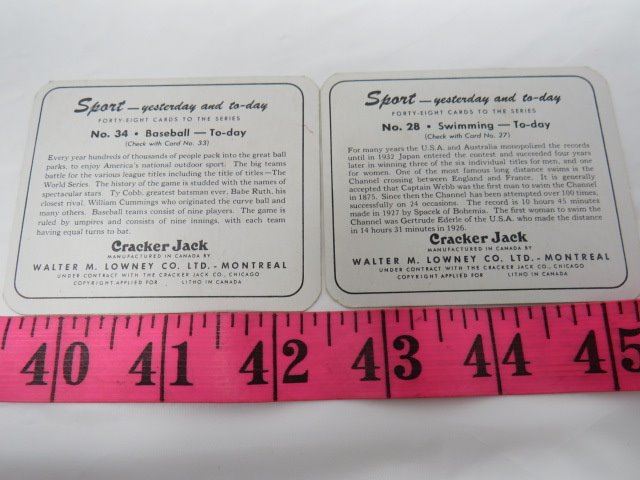 Sport — yesterday and to-day
FORTY-EIGHT CARDS TO THE SERIES
No. 34 • Baseball — To-day
(Check with Card No. 33)
Every year hundreds of thousands of people pack into the great ball
parks, to enjoy America's national outdoor sport. The big teams
battle for the various league titles including the title of titles—The
World Series. The history of the game is studded with the names of
spectacular stars. Ty Cobb, greatest batsman ever, Babe Ruth, his
closest rival, William Cummings who originated the curve ball and
many others. Baseball teams consist of nine players. The game is
ruled by umpires and consists of nine innings, with each team
having equal turns to bat.
Cracker Jack
MANUFACTURED IN CANADA BY
WALTER M. LOWNEY CO. LTD. - MONTREAL
UNDER CONTRACT WITH THE CRACKER JACK CO., CHICAGO
COPYRIGHT APPLIED FOR LITHO IN CANADA
Sport — yesterday and to-day
FORTY-EIGHT CARDS TO THE SERIES
No. 28 • Swimming — To-day
(Check with Card No. 27)
For many years the U.S.A. and Australia monopolized the records
until in 1932 Japan entered the contest and succeeded four years
later in winning three of the six individual titles for men, and one
for women. One of the most famous long distance swims is the
Channel crossing between England and France. It is generally
accepted that Captain Webb was the first man to swim the Channel
in 1875. Since then the Channel has been attempted over 100 times,
successfully on 24 occasions. The record is 10 hours 45 minutes
made in 1927 by Spacek of Bohemia. The first woman to swim the
Channel was Gertrude Ederle of the U.S.A. who made the distance
in 14 hours 31 minutes in 1926.
Cracker Jack
MANUFACTURED IN CANADA BY
WALTER M. LOWNEY CO. LTD. - MONTREAL
UNDER CONTRACT WITH THE CRACKER JACK CO., CHICAGO
COPYRIGHT APPLIED FOR LITHO IN CANADA
40 41 42 43 44 45